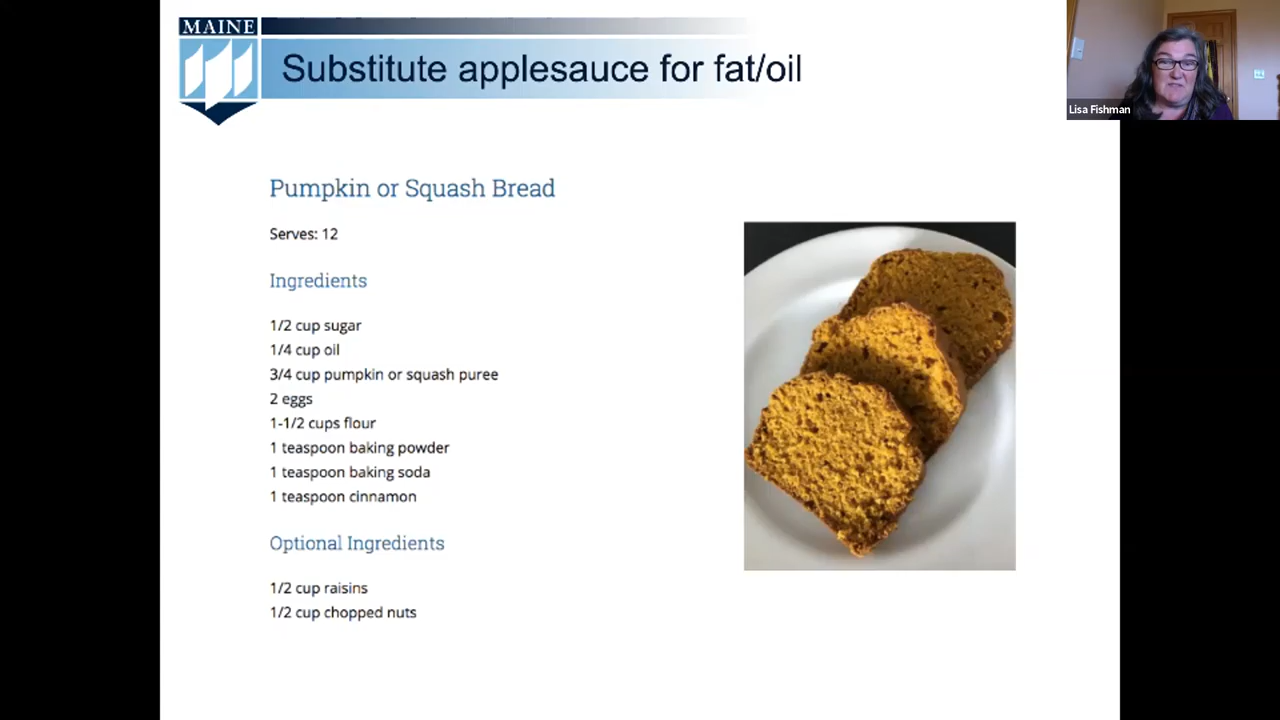 MAINE
Substitute applesauce for fat/oil
Lisa Fishman
Pumpkin or Squash Bread
Serves: 12
Ingredients
1/2 cup sugar
1/4 cup oil
3/4 cup pumpkin or squash puree
2 eggs
1-1/2 cups flour
1 teaspoon baking powder
1 teaspoon baking soda
1 teaspoon cinnamon
Optional Ingredients
1/2 cup raisins
1/2 cup chopped nuts